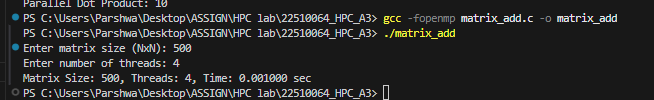 Parallel Dot Product: 10
PS C:\Users\Parshwa\Desktop\ASSIGN\HPC lab\22510064_HPC_A3> gcc -fopenmp matrix_add.c -o matrix_add
PS C:\Users\Parshwa\Desktop\ASSIGN\HPC lab\22510064_HPC_A3> ./matrix_add
Enter matrix size (NxN): 500
Enter number of threads: 4
Matrix Size: 500, Threads: 4, Time: 0.001000 sec
PS C:\Users\Parshwa\Desktop\ASSIGN\HPC lab\22510064_HPC_A3>